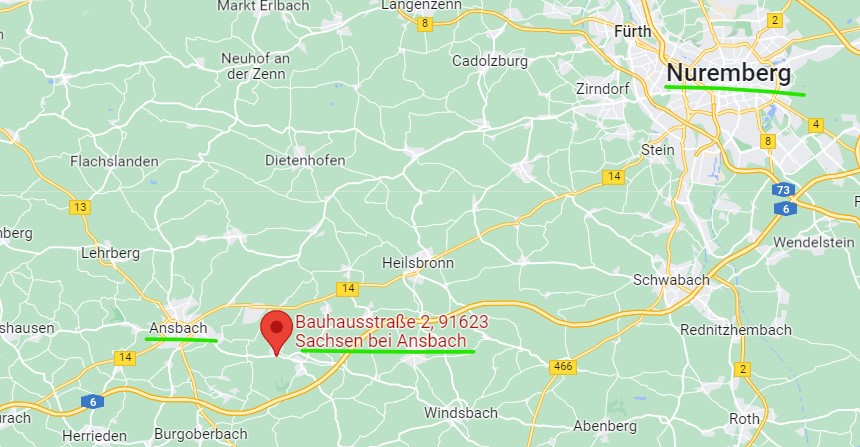 Markt Erlbach
Langenzenn
8
2
Fürth
Neuhof an
der Zenn
Cadolzburg
Nuremberg
Zirndorf
4
8
Stein
Flachslanden
Dietenhofen
14
73
6
13
nberg
Wendelstein
Lehrberg
Heilsbronn
Schwabach
14
shausen
Ansbach
Bauhausstraße 2, 91623
Sachsen bei Ansbach
Rednitzhembach
14
466
2
6
Windsbach
urach
Herrieden
Burgoberbach
Abenberg
Roth